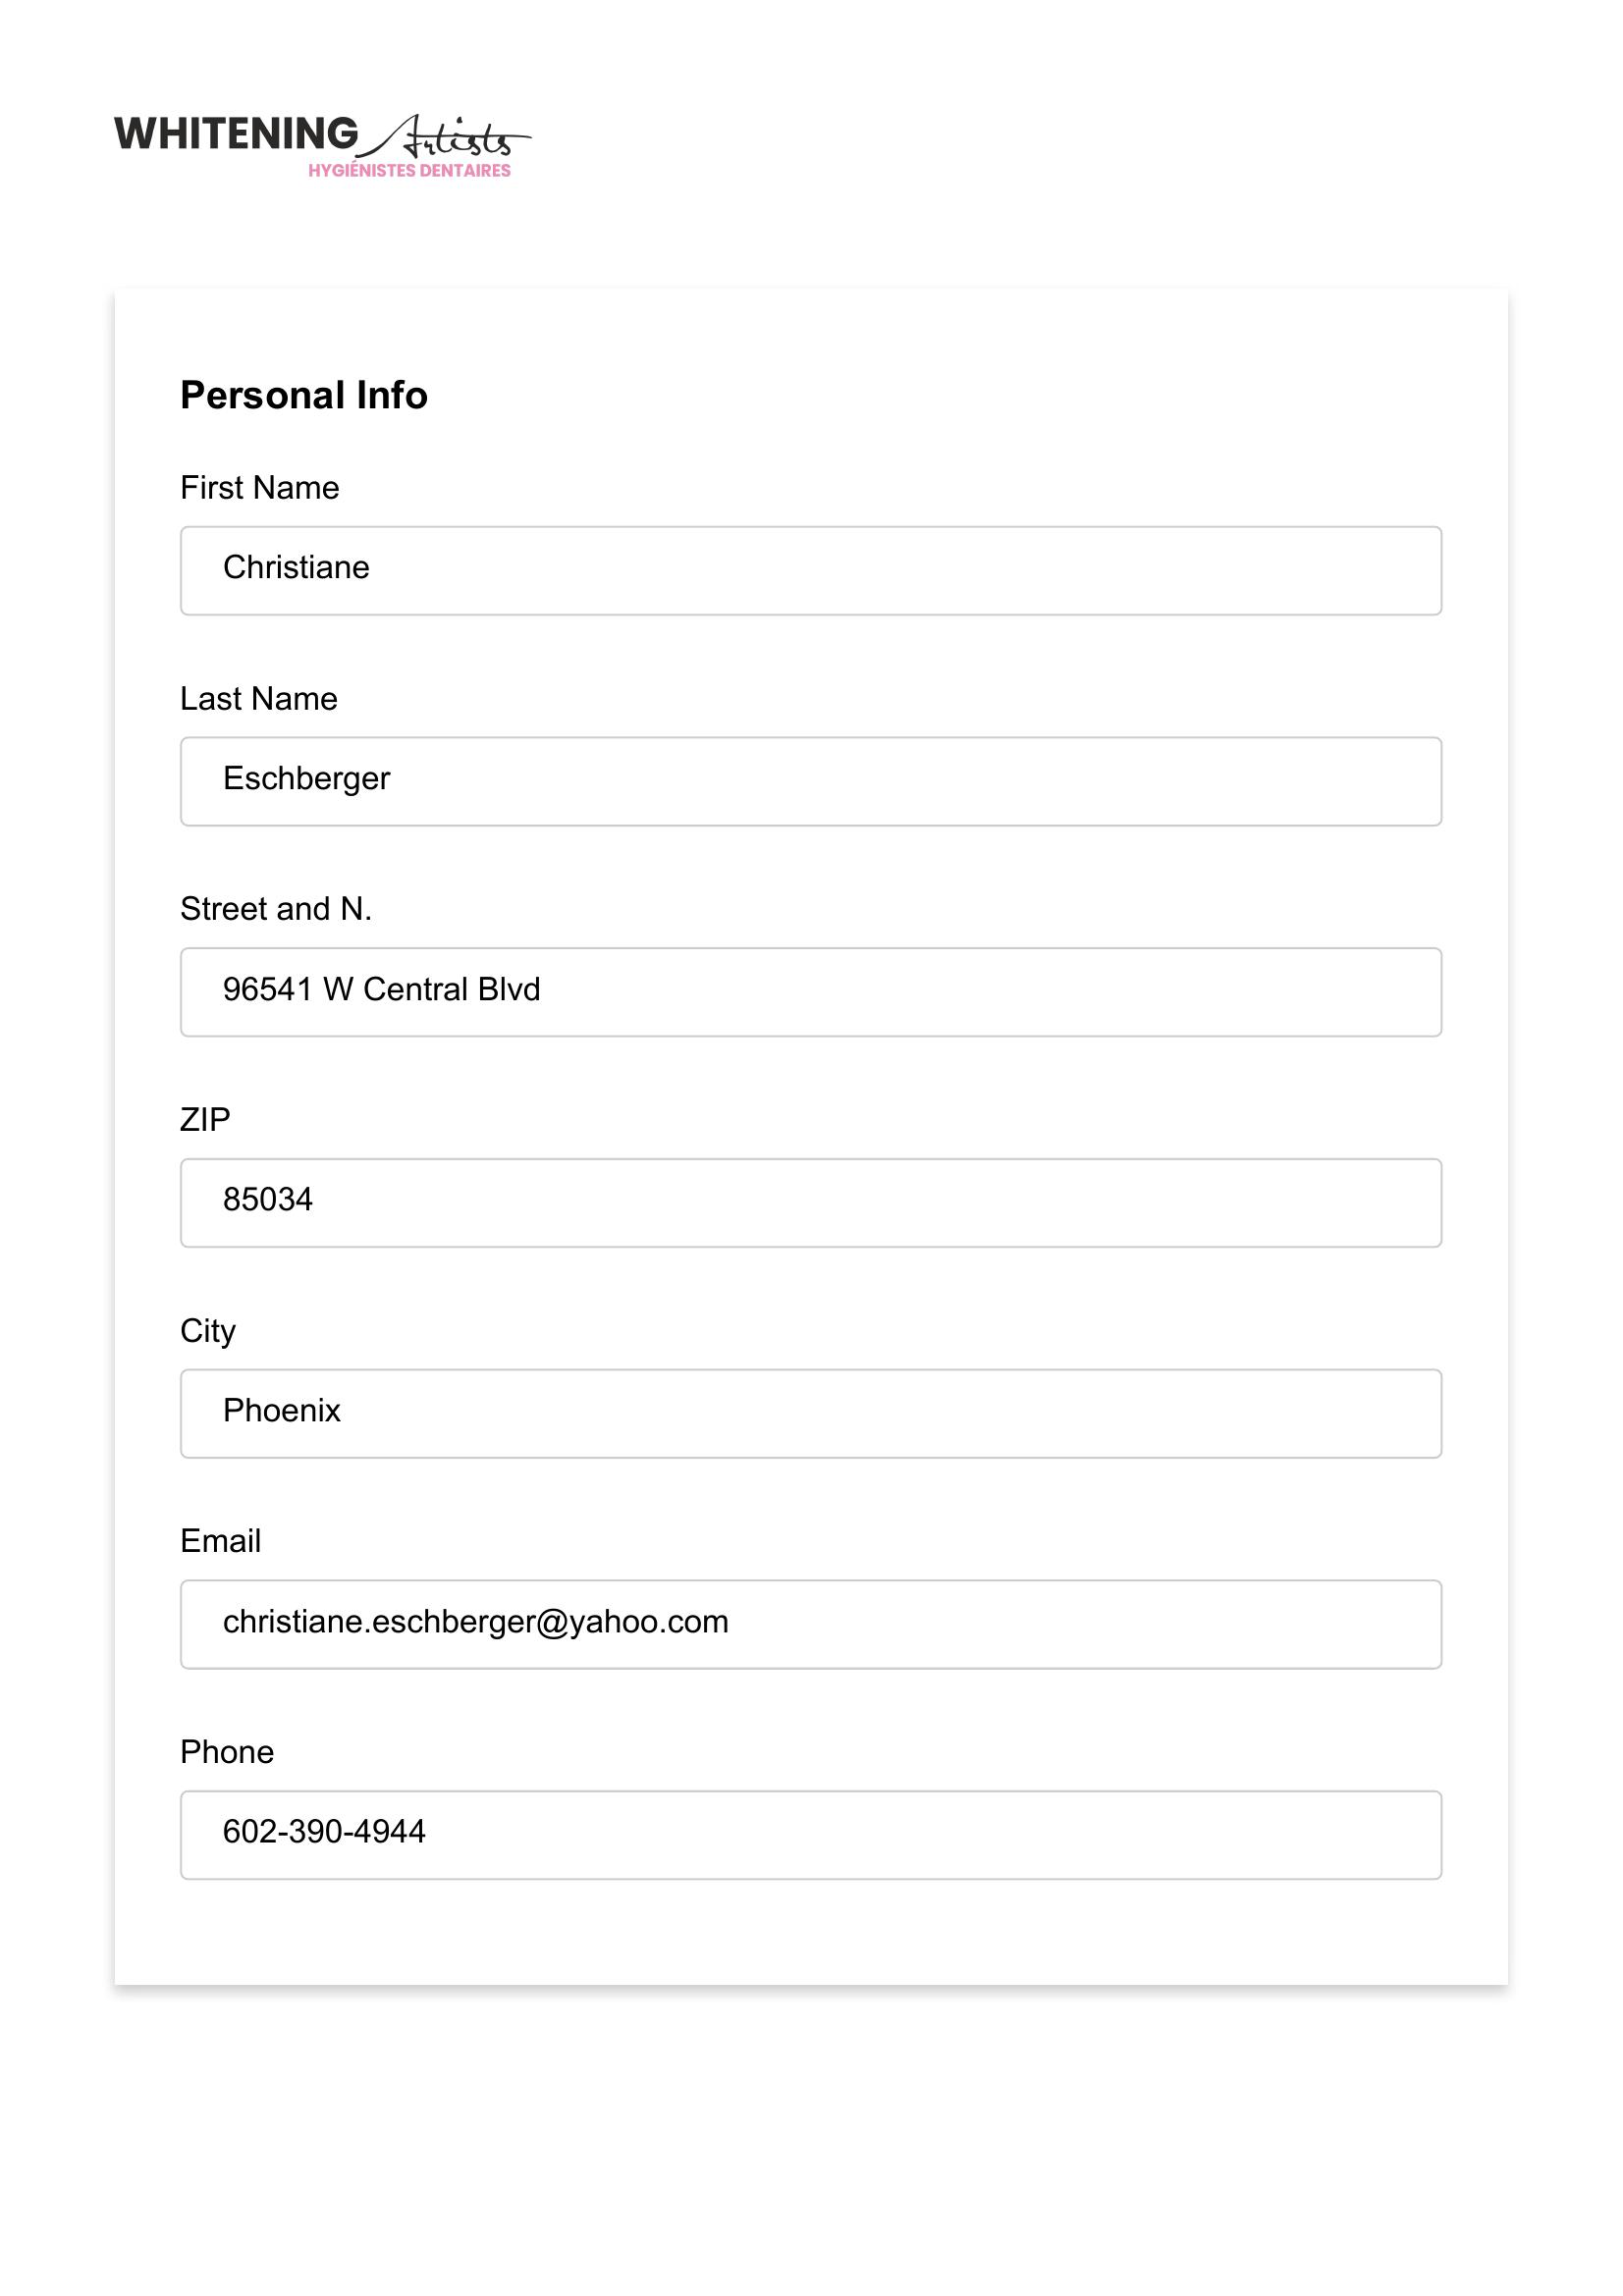 WHITENING Artists
HYGIÉNISTES DENTAIRES
Personal Info
First Name
Christiane
Last Name
Eschberger
Street and N.
96541 W Central Blvd
ZIP
85034
City
Phoenix
Email
christiane.eschberger@yahoo.com
Phone
602-390-4944